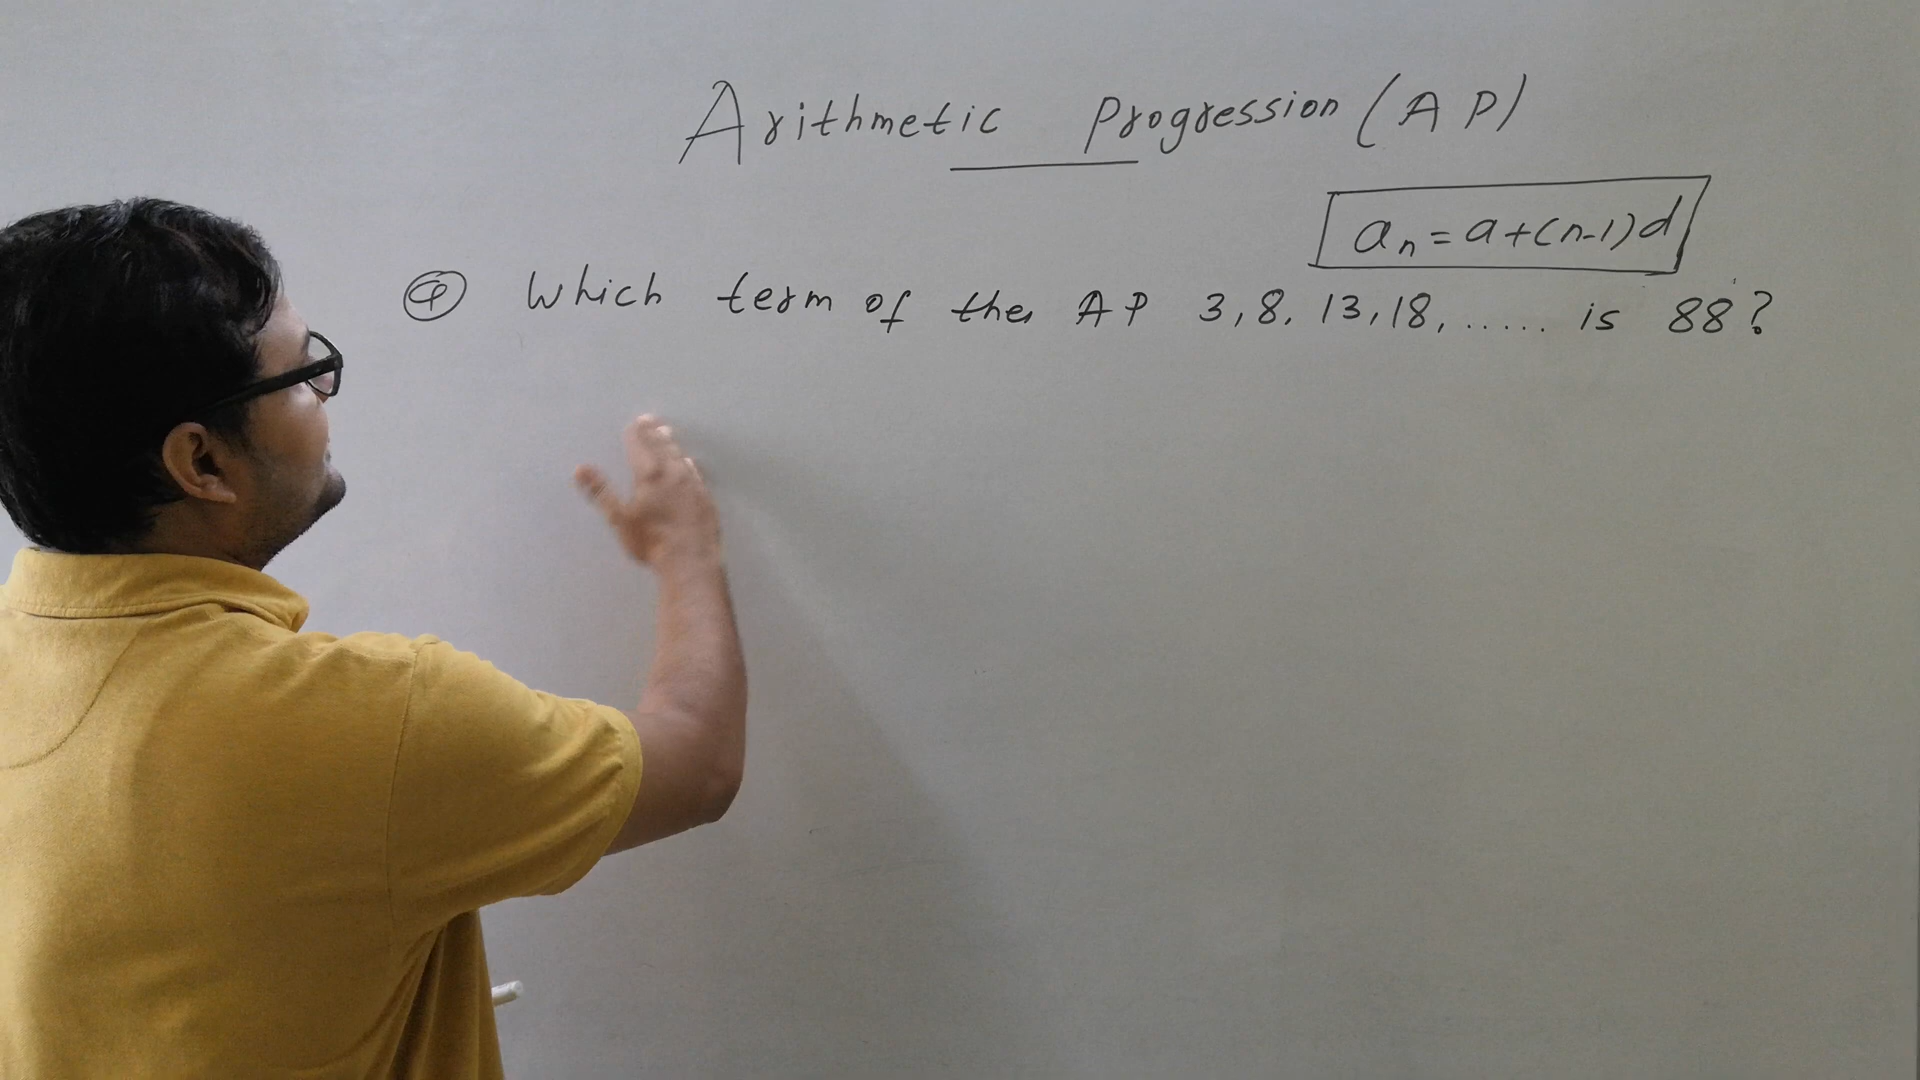 Arithmetic Progression (AP)
aₙ = a+(n-1)d
Q Which term of the AP 3, 8, 13, 18, ..... is 88?